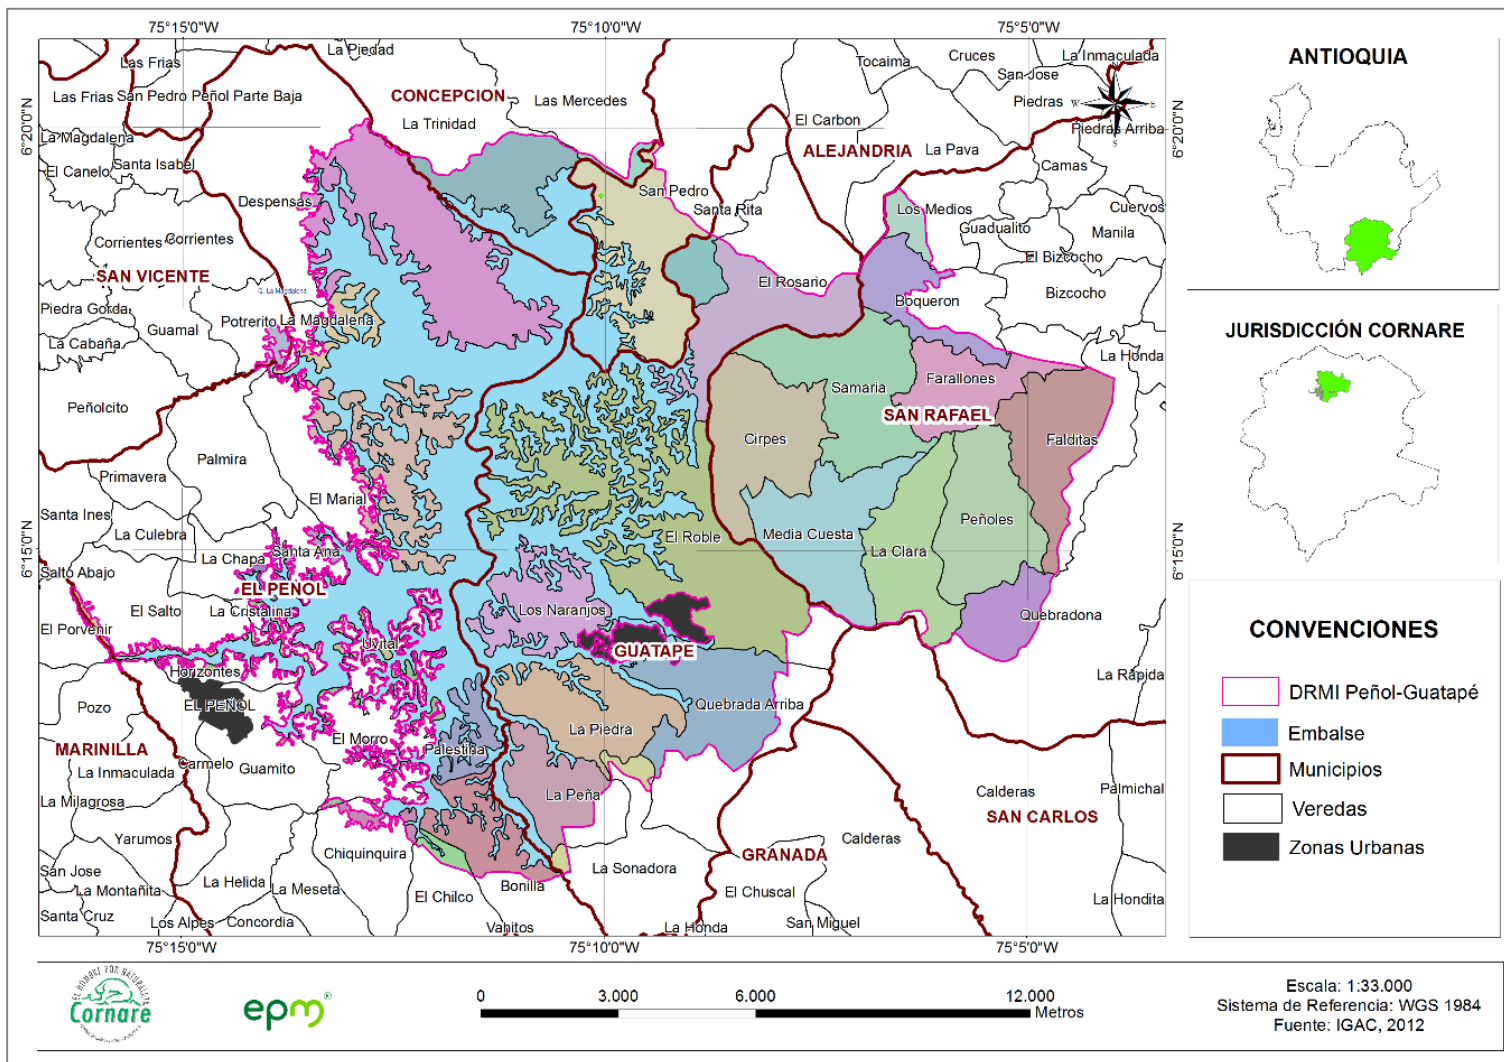 75°15'0"W
75°10'0"W
75°5'0"W
La Piedad
Las Frias
CONCEPCION
Las Mercedes
Tocaima
Cruces
La Inmaculada
San Jose
Las Frias
San Pedro Peñol Parte Baja
La Trinidad
El Carbon
Piedras
N
W
E
S
6°20'0"N
6°20'0"N
La Magdalena
Santa Isabel
El Canelo
ALEJANDRIA
La Pava
Piedras Arriba
Camas
Despensas
San Pedro
Santa Rita
Los Medios
Cuervos
Guadualito
Manila
Corrientes
Corrientes
El Bizcocho
SAN VICENTE
Q. La Magdalena
El Rosario
Boqueron
Bizcocho
Piedra Gorda
Guamal
Potrerito
La Magdalena
La Cabaña
La Honda
Peñolcito
Samaria
Farallones
SAN RAFAEL
Cirpes
Falditas
Palmira
Primavera
El Marial
Santa Ines
La Culebra
Peñoles
6°15'0"N
6°15'0"N
La Chapa
Santa Ana
El Roble
Media Cuesta
La Clara
Salto Abajo
EL PEÑOL
El Salto
La Cristalina
Los Naranjos
Quebradona
El Porvenir
Uvital
GUATAPE
Horizontes
La Rápida
Pozo
EL PEÑOL
Quebrada Arriba
La Piedra
El Morro
Palestina
MARINILLA
Carmelo
La Inmaculada
Guamito
La Milagrosa
La Peña
Calderas
Palmichal
SAN CARLOS
Yarumos
Calderas
Chiquinquira
GRANADA
San Jose
La Sonadora
La Montañita
La Helida
La Meseta
El Chilco
Bonilla
El Chuscal
La Hondita
Santa Cruz
Los Alpes
Concordia
Vahitos
La Honda
San Miguel
75°15'0"W
75°10'0"W
75°5'0"W
ANTIOQUIA
JURISDICCIÓN CORNARE
CONVENCIONES
DRMI Peñol-Guatapé
Embalse
Municipios
Veredas
Zonas Urbanas
EL HOMBRE POR NATURALEZA
Cornare
epm®
0
3.000
6.000
12.000
Metros
Escala: 1:33.000
Sistema de Referencia: WGS 1984
Fuente: IGAC, 2012